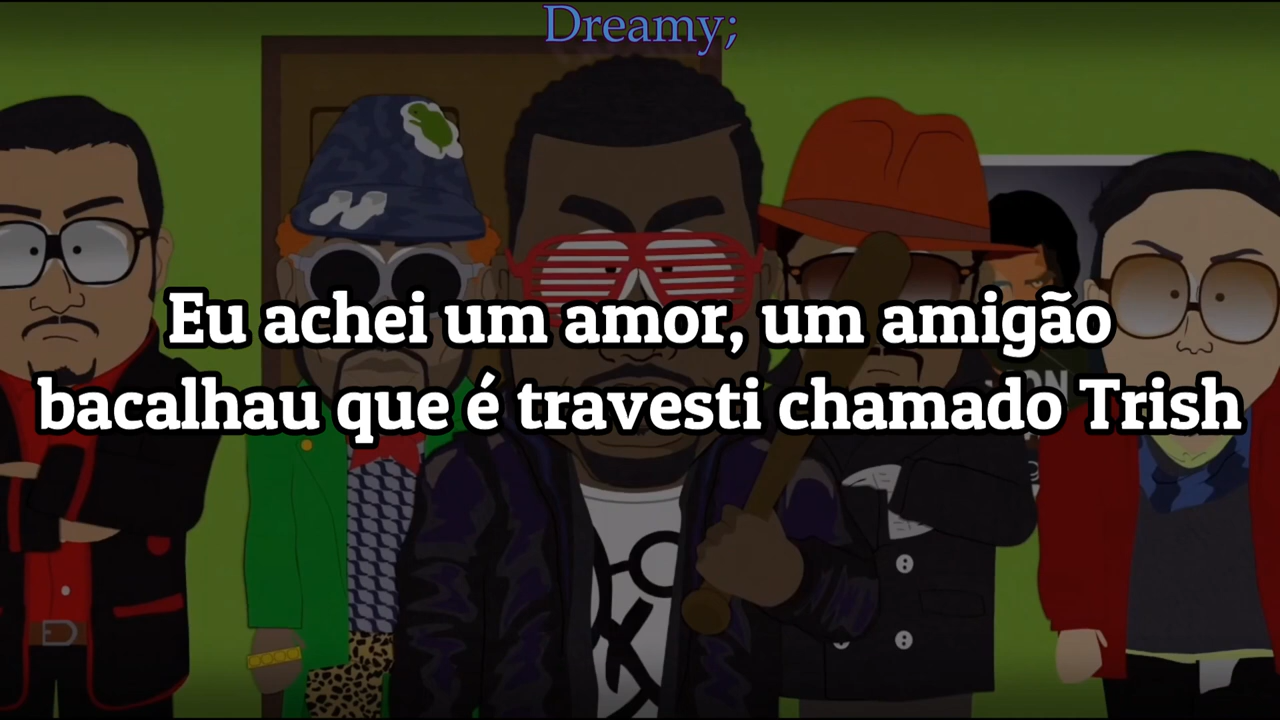 Dreamy;
Eu achei um amor, um amigão
bacalhau que é travesti chamado Trish